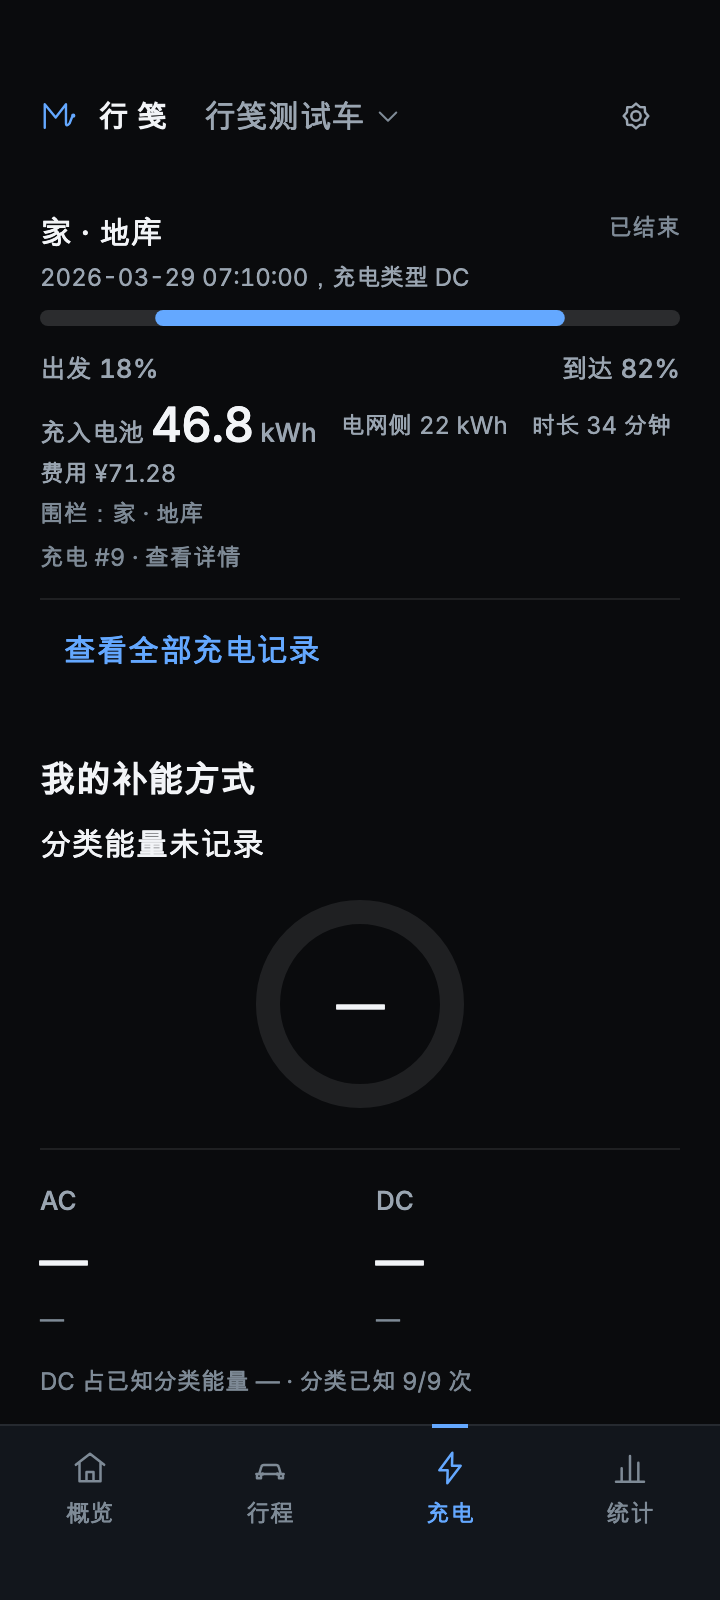 行笺 行笺测试车
家 · 地库 已结束
2026-03-29 07:10:00，充电类型 DC
出发 18% 到达 82%
充入电池 46.8 kWh 电网侧 22 kWh 时长 34 分钟
费用 ¥71.28
围栏：家 · 地库
充电 #9 · 查看详情
查看全部充电记录
我的补能方式
分类能量未记录
—
AC DC
— —
— —
DC 占已知分类能量 — · 分类已知 9/9 次
概览 行程 充电 统计